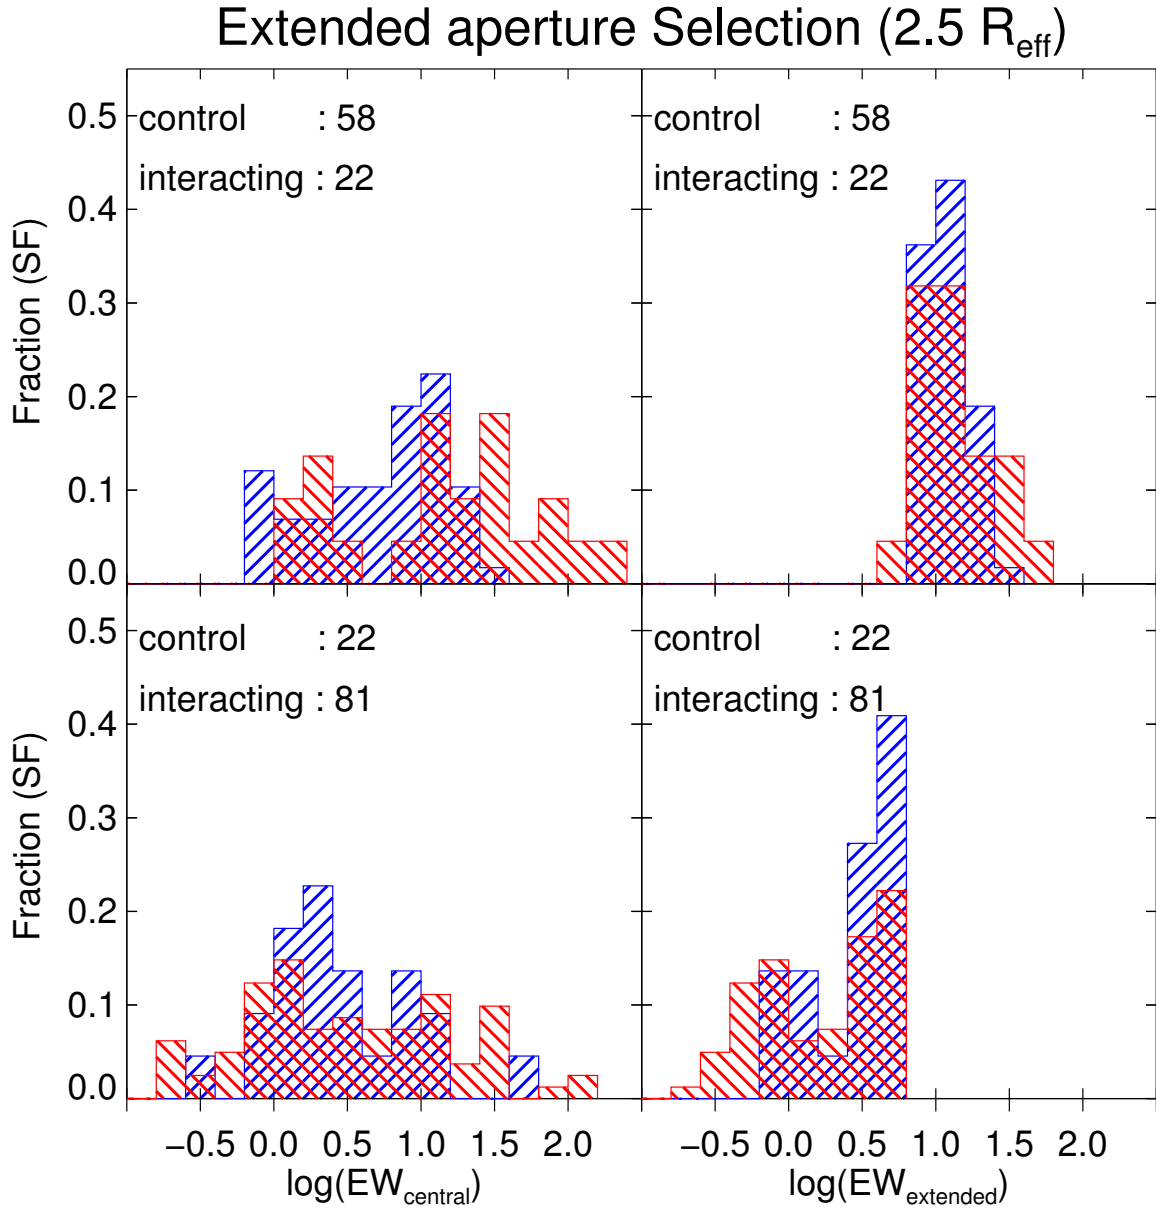 Extended aperture Selection (2.5 R_eff)
control : 58
interacting : 22
control : 58
interacting : 22
0.5
0.4
0.3
0.2
0.1
0.0
Fraction (SF)
control : 22
interacting : 81
control : 22
interacting : 81
0.5
0.4
0.3
0.2
0.1
0.0
Fraction (SF)
−0.5 0.0 0.5 1.0 1.5 2.0
−0.5 0.0 0.5 1.0 1.5 2.0
log(EW_central)
log(EW_extended)